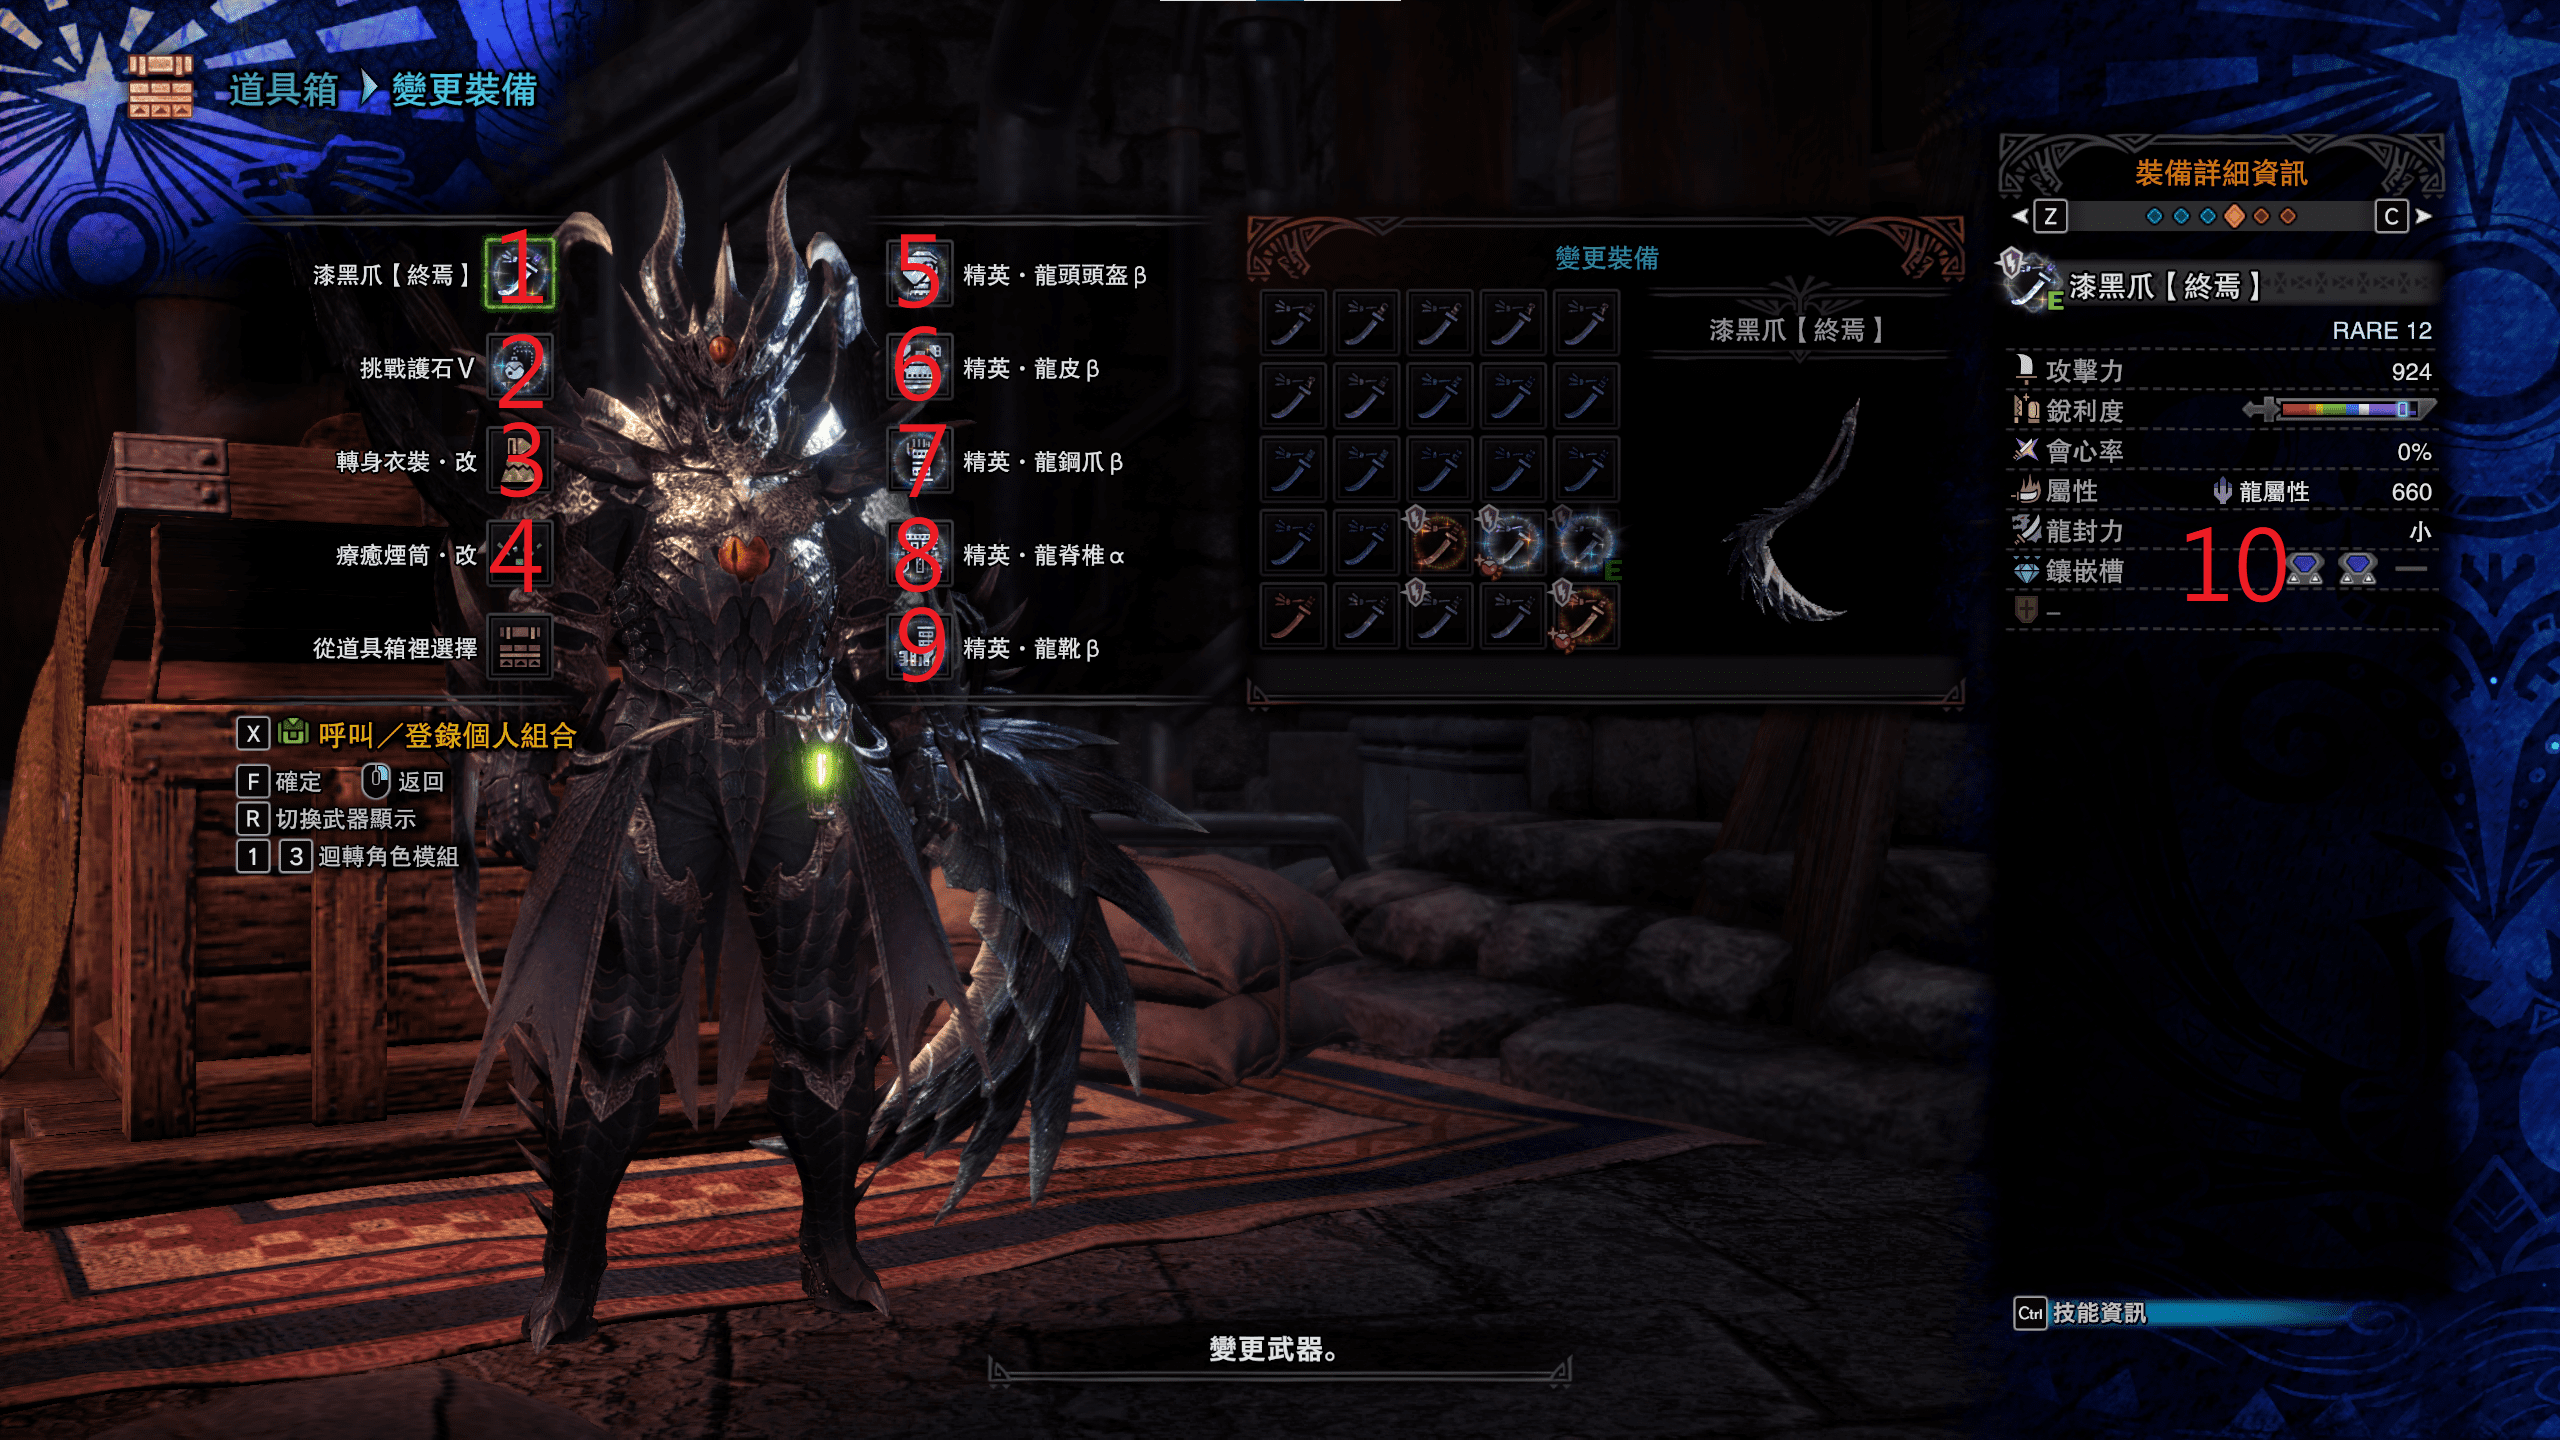 道具箱 變更裝備
漆黑爪【終焉】 1
挑戰護石Ⅴ 2
轉身衣裝・改 3
療癒煙筒・改 4
從道具箱裡選擇
5 精英・龍頭頭盔β
6 精英・龍皮β
7 精英・龍鋼爪β
8 精英・龍脊椎α
9 精英・龍靴β
X 呼叫／登錄個人組合
F 確定 返回
R 切換武器顯示
1 3 迴轉角色模組
變更裝備
漆黑爪【終焉】
E
裝備詳細資訊
Z C
E 漆黑爪【終焉】
RARE 12
攻擊力 924
銳利度
會心率 0%
屬性 龍屬性 660
龍封力 小
鑲嵌槽 10 —
–
Ctrl 技能資訊
變更武器。